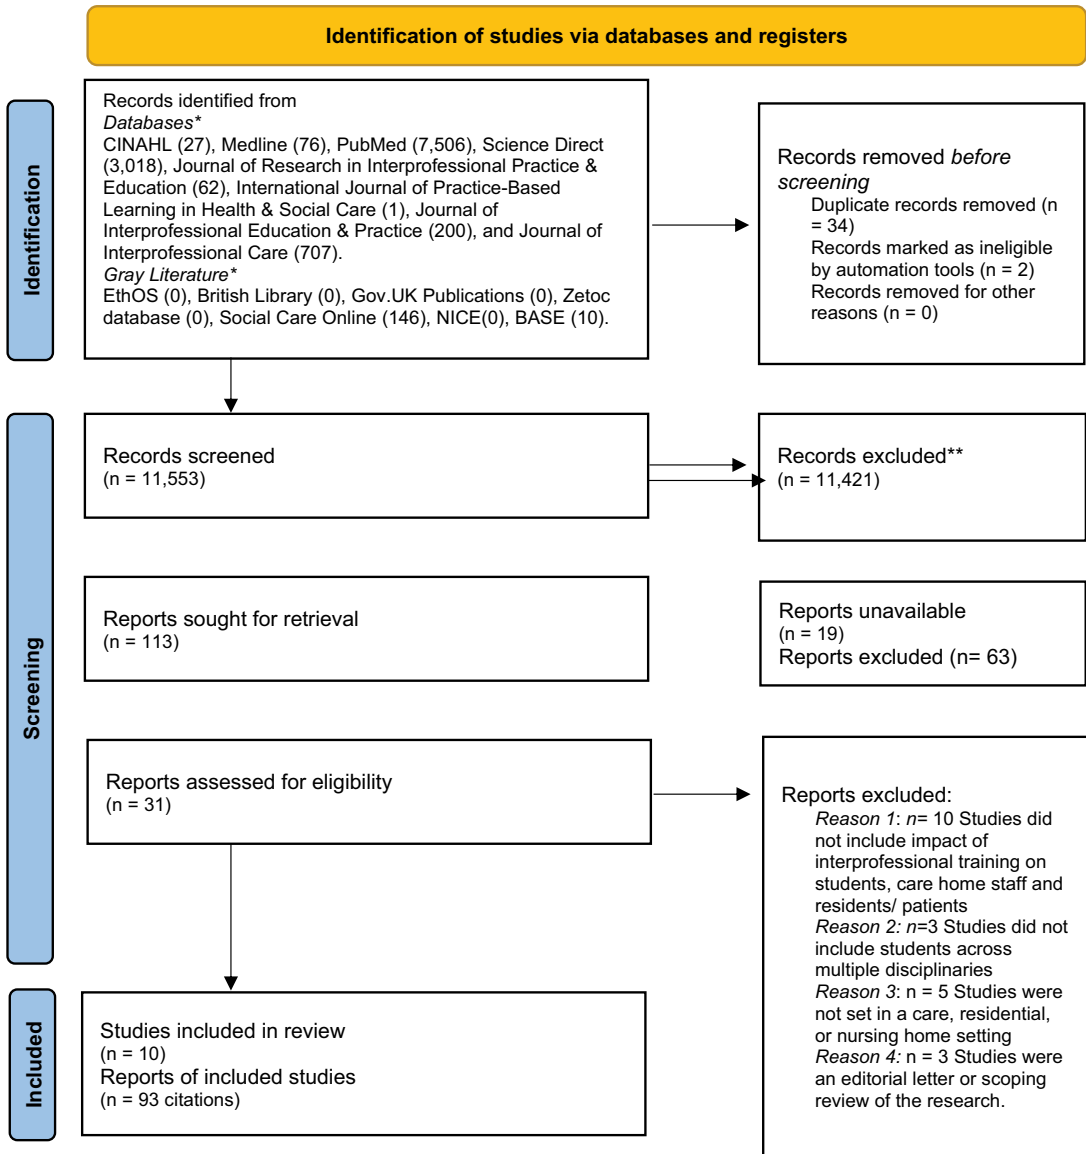 Identification of studies via databases and registers
Identification
Records identified from
Databases*
CINAHL (27), Medline (76), PubMed (7,506), Science Direct
(3,018), Journal of Research in Interprofessional Practice &
Education (62), International Journal of Practice-Based
Learning in Health & Social Care (1), Journal of
Interprofessional Education & Practice (200), and Journal of
Interprofessional Care (707).
Gray Literature*
EthOS (0), British Library (0), Gov.UK Publications (0), Zetoc
database (0), Social Care Online (146), NICE(0), BASE (10).
Records removed before
screening
Duplicate records removed (n
= 34)
Records marked as ineligible
by automation tools (n = 2)
Records removed for other
reasons (n = 0)
Screening
Records screened
(n = 11,553)
Records excluded**
(n = 11,421)
Reports sought for retrieval
(n = 113)
Reports unavailable
(n = 19)
Reports excluded (n= 63)
Reports assessed for eligibility
(n = 31)
Reports excluded:
Reason 1: n= 10 Studies did
not include impact of
interprofessional training on
students, care home staff and
residents/ patients
Reason 2: n=3 Studies did not
include students across
multiple disciplinaries
Reason 3: n = 5 Studies were
not set in a care, residential,
or nursing home setting
Reason 4: n = 3 Studies were
an editorial letter or scoping
review of the research.
Included
Studies included in review
(n = 10)
Reports of included studies
(n = 93 citations)